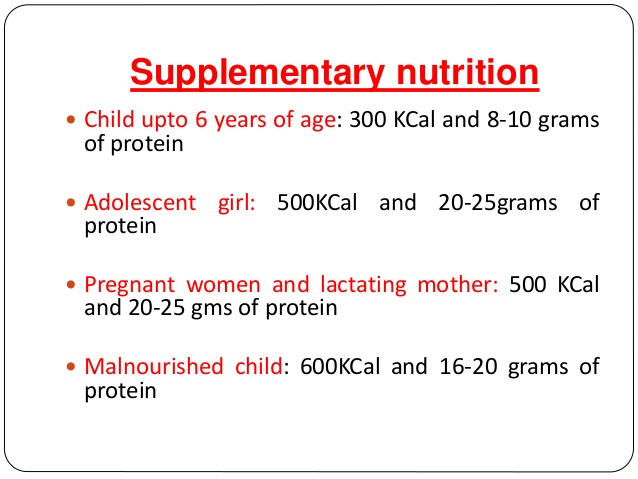 Supplementary nutrition
• Child upto 6 years of age: 300 KCal and 8-10 grams
of protein
• Adolescent girl: 500KCal and 20-25grams of
protein
• Pregnant women and lactating mother: 500 KCal
and 20-25 gms of protein
• Malnourished child: 600KCal and 16-20 grams of
protein